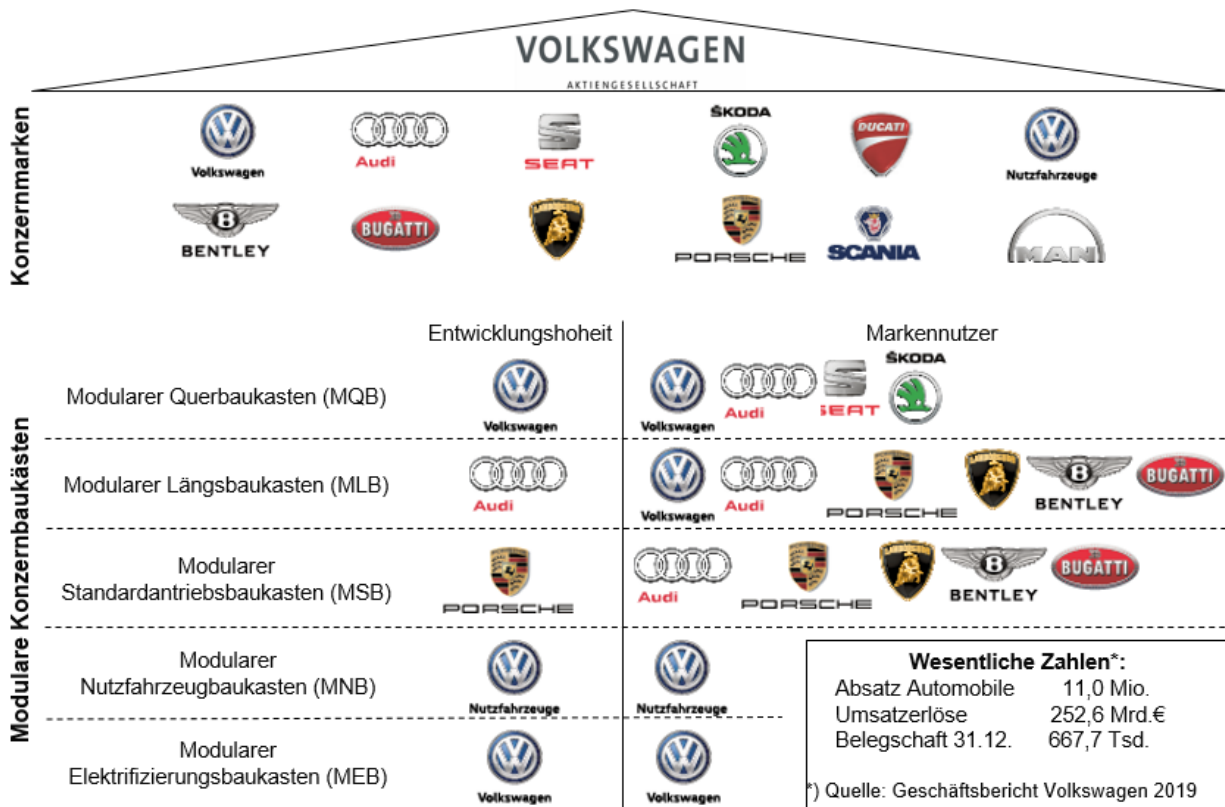 VOLKSWAGEN
AKTIENGESELLSCHAFT
Konzernmarken
Volkswagen
Audi
SEAT
ŠKODA
DUCATI
Nutzfahrzeuge
B
BENTLEY
BUGATTI
LAMBORGHINI
PORSCHE
SCANIA
MAN
Modulare Konzernbaukästen
Entwicklungshoheit Markennutzer
Modularer Querbaukasten (MQB)
Volkswagen
Volkswagen
Audi
SEAT
ŠKODA
Modularer Längsbaukasten (MLB)
Audi
Volkswagen
Audi
PORSCHE
LAMBORGHINI
B
BENTLEY
BUGATTI
Modularer
Standardantriebsbaukasten (MSB)
PORSCHE
Audi
PORSCHE
LAMBORGHINI
B
BENTLEY
BUGATTI
Modularer
Nutzfahrzeugbaukasten (MNB)
Nutzfahrzeuge
Nutzfahrzeuge
Modularer
Elektrifizierungsbaukasten (MEB)
Volkswagen
Volkswagen
Wesentliche Zahlen*:
Absatz Automobile 11,0 Mio.
Umsatzerlöse 252,6 Mrd.€
Belegschaft 31.12. 667,7 Tsd.
*) Quelle: Geschäftsbericht Volkswagen 2019